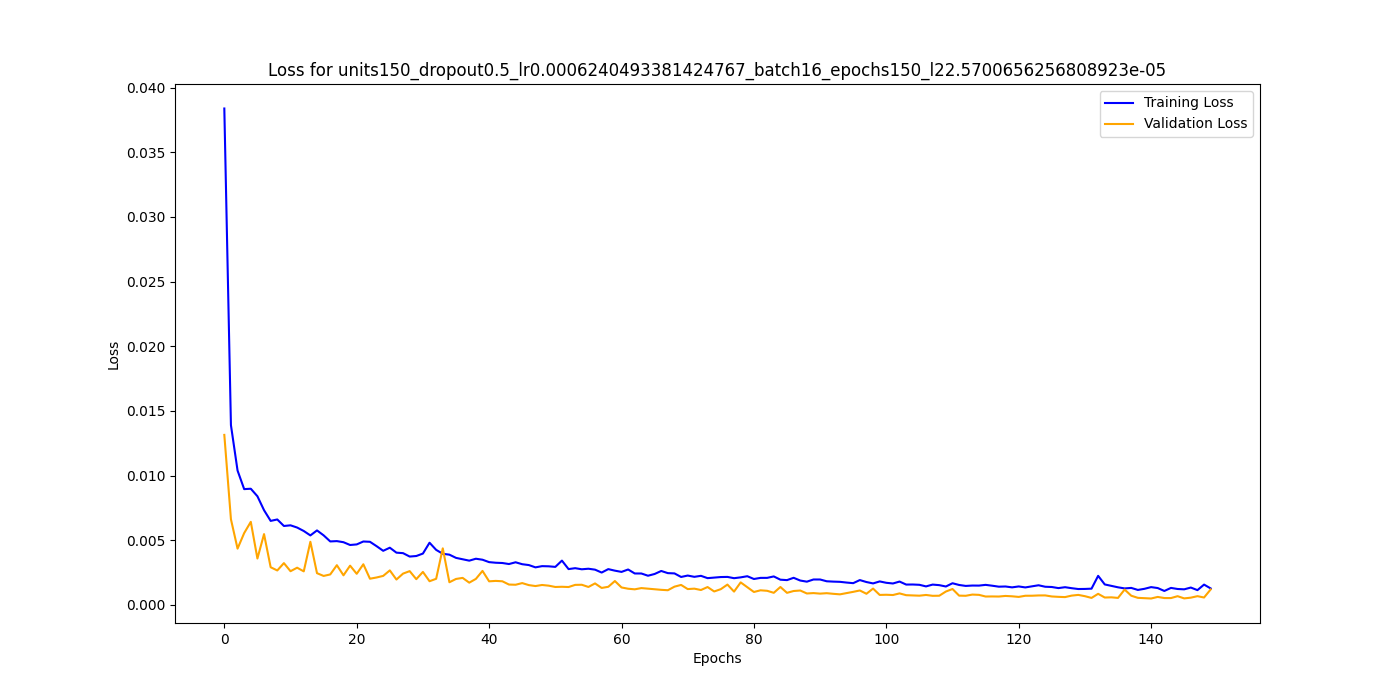 Loss for units150_dropout0.5_lr0.0006240493381424767_batch16_epochs150_l22.5700656256808923e-05
Training Loss
Validation Loss
0.040
0.035
0.030
0.025
0.020
0.015
0.010
0.005
0.000
Loss
0 20 40 60 80 100 120 140
Epochs